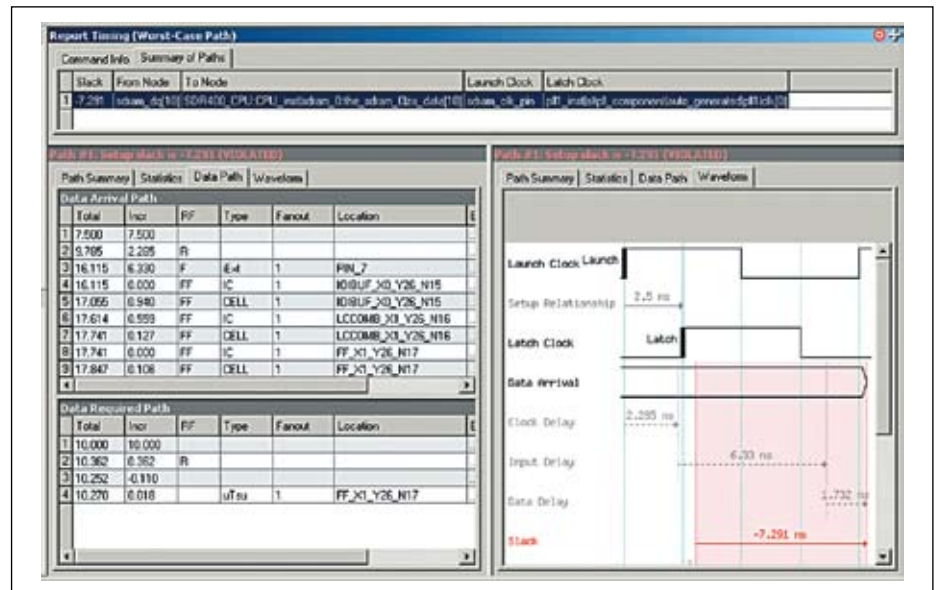 Report Timing (Worst-Case Path)
Command Info Summary of Paths
Slack From Node To Node Launch Clock Latch Clock
1 -7.291 sdram_dq[10] sdram_clk_pin
Path #1: Setup slack is -7.291 (VIOLATED)
Path Summary Statistics Data Path Waveform
Data Arrival Path
Total Incr RF Type Fanout Location
1 7.500 7.500
2 9.785 2.285 R
3 16.115 6.330 F iExt 1 PIN_7
4 16.115 0.000 FF IC 1 IOIBUF_X0_Y26_N15
5 17.055 0.940 FF CELL 1 IOIBUF_X0_Y26_N15
6 17.614 0.559 FF IC 1 LCCOMB_X1_Y26_N16
7 17.741 0.127 FF CELL 1 LCCOMB_X1_Y26_N16
8 17.741 0.000 FF IC 1 FF_X1_Y26_N17
9 17.847 0.106 FF CELL 1 FF_X1_Y26_N17
Data Required Path
Total Incr RF Type Fanout Location
1 10.000 10.000
2 10.362 0.362 R
3 10.252 -0.110
4 10.270 0.018 uTsu 1 FF_X1_Y26_N17
Path #1: Setup slack is -7.291 (VIOLATED)
Path Summary Statistics Data Path Waveform
Launch Clock Launch
Setup Relationship 2.5 ns
Latch Clock Latch
Data Arrival
Clock Delay 2.285 ns
Input Delay 6.33 ns
Data Delay 1.732 ns
Slack -7.291 ns